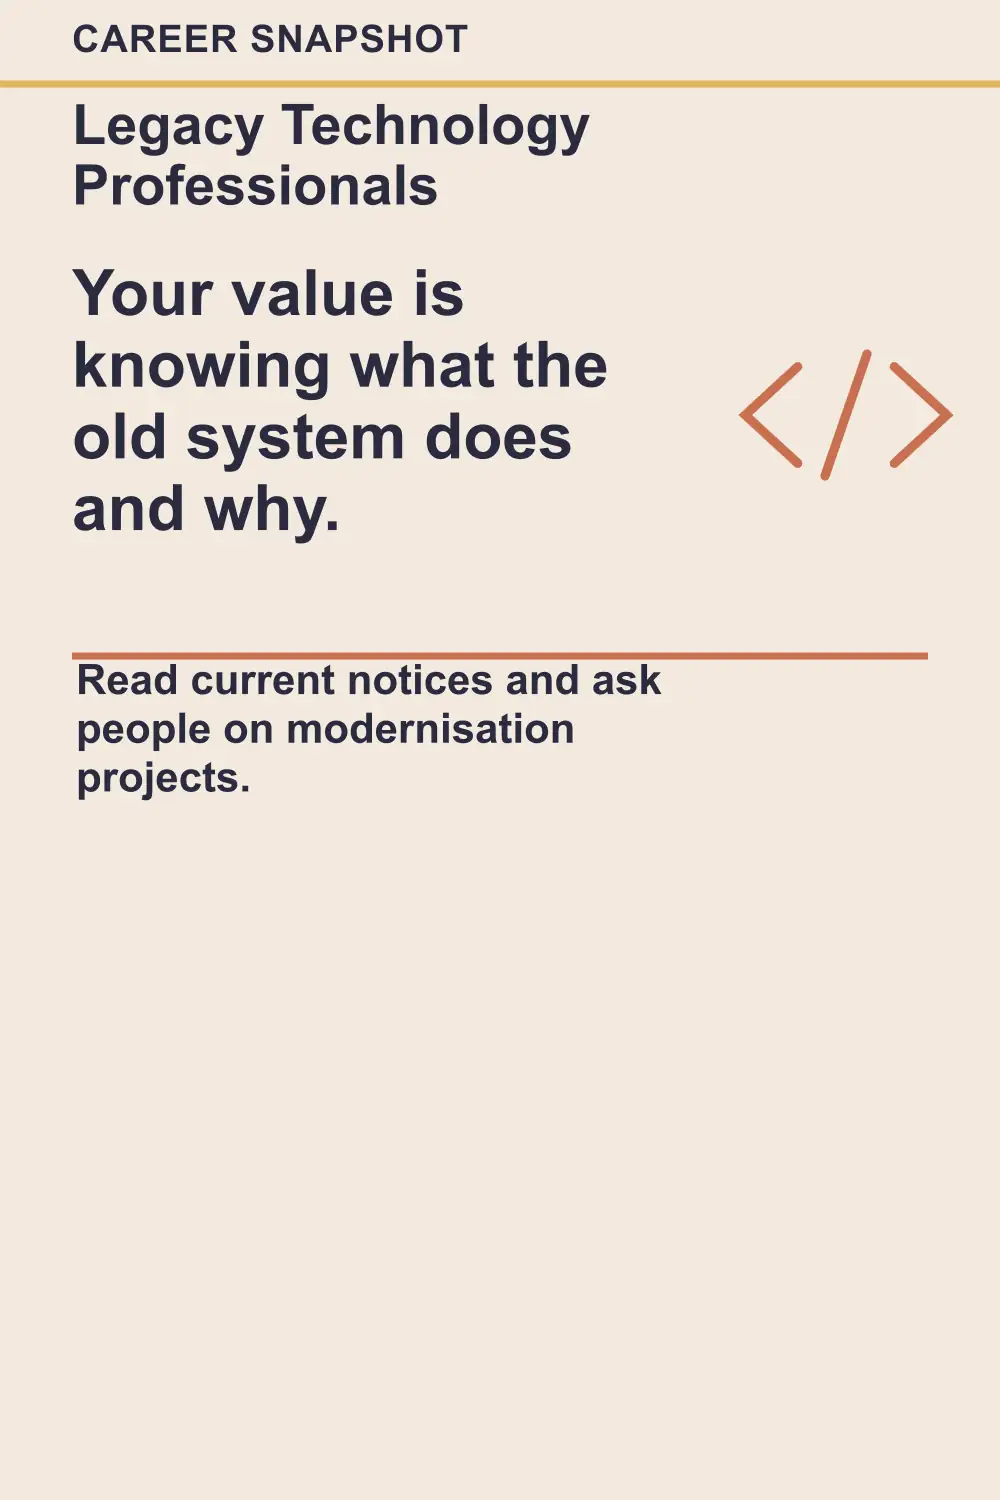 CAREER SNAPSHOT
Legacy Technology
Professionals
Your value is
knowing what the
old system does
and why.
</>
Read current notices and ask
people on modernisation
projects.